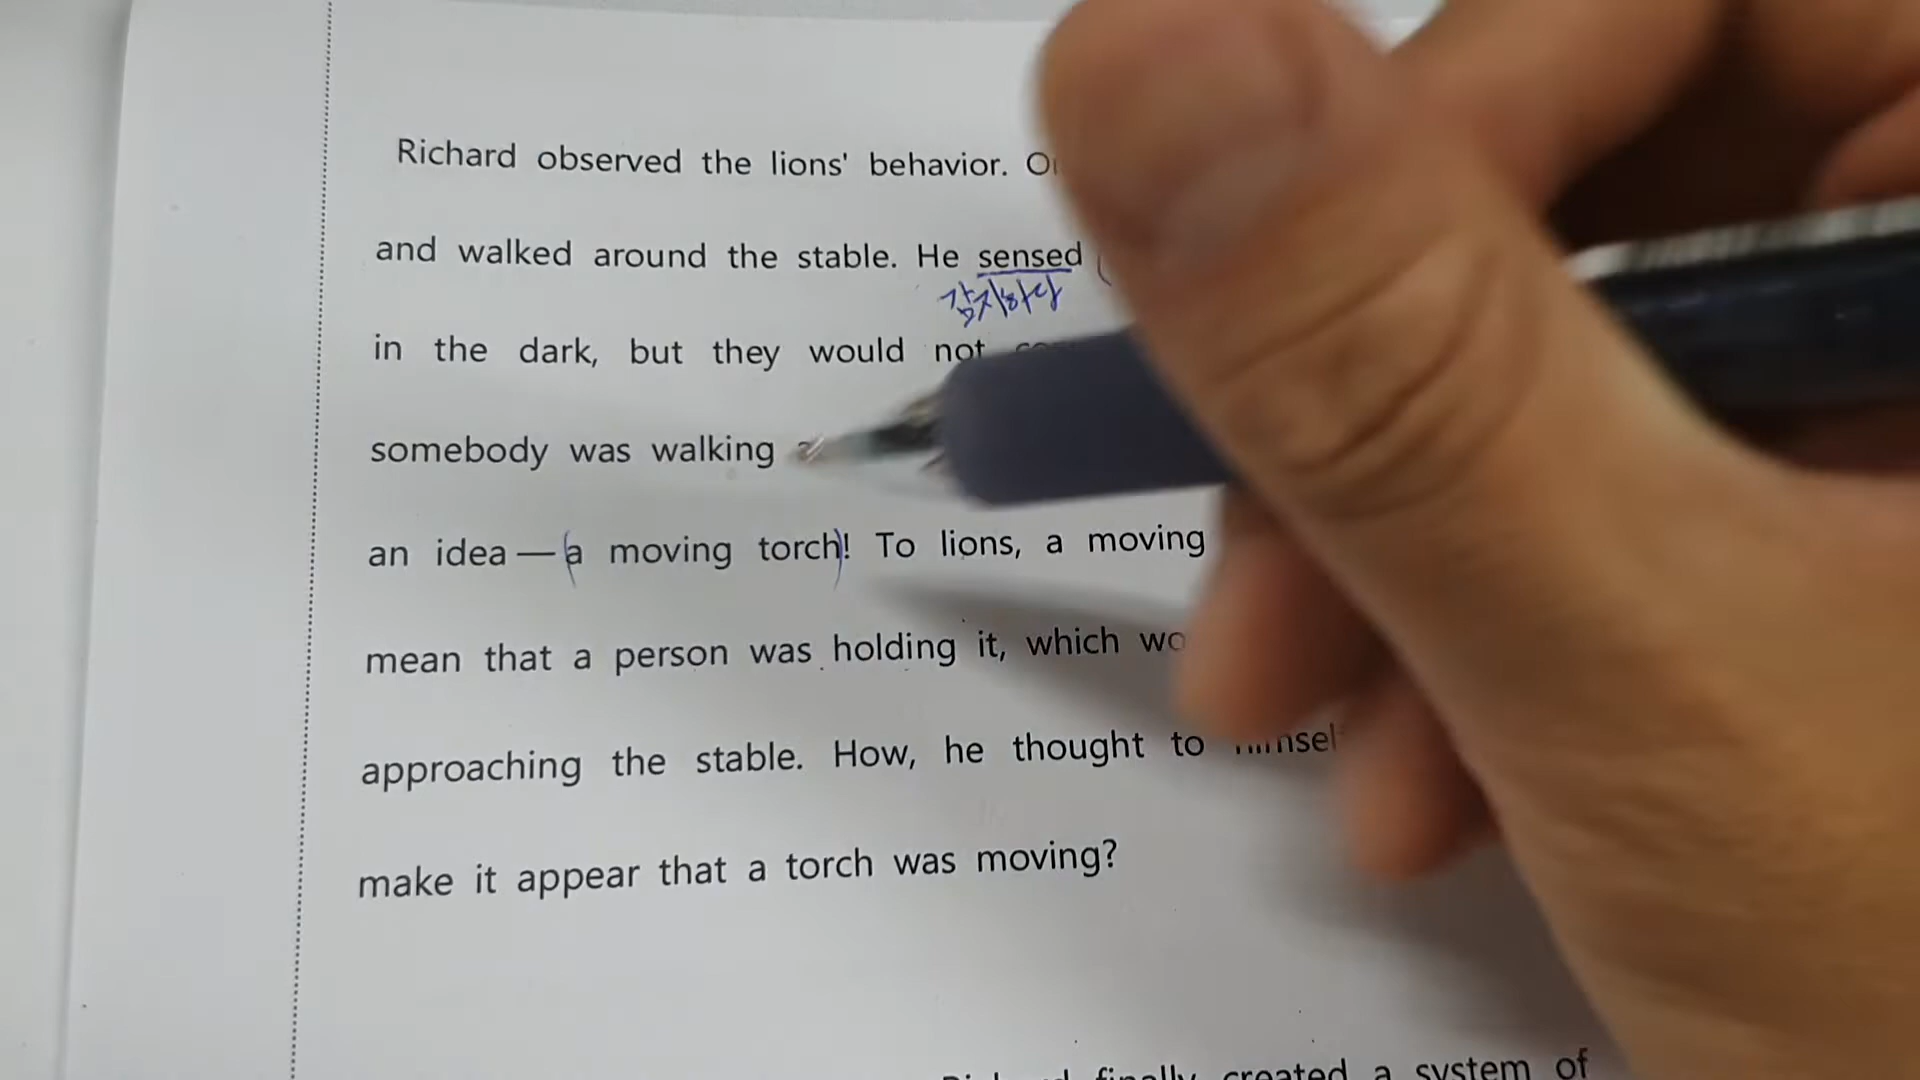 Richard observed the lions' behavior.
and walked around the stable. He sensed
감지하다
in the dark, but they would not
somebody was walking
an idea — (a moving torch)! To lions, a moving
mean that a person was holding it, which
approaching the stable. How, he thought to
make it appear that a torch was moving?
finally created a system of